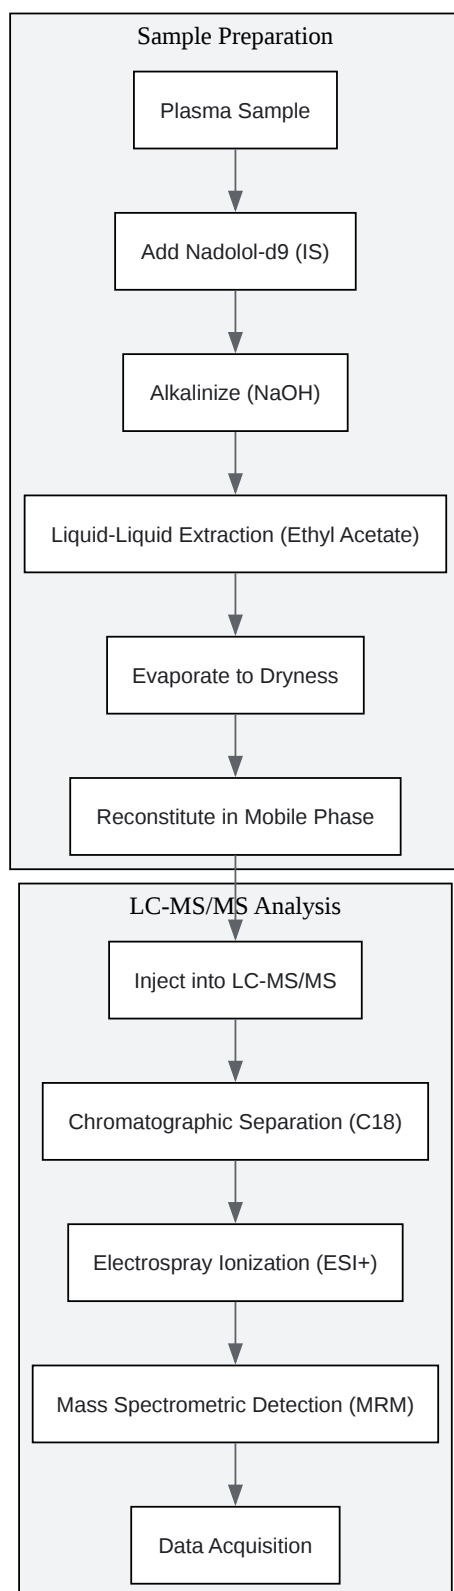 Sample Preparation
Plasma Sample
Add Nadolol-d9 (IS)
Alkalinize (NaOH)
Liquid-Liquid Extraction (Ethyl Acetate)
Evaporate to Dryness
Reconstitute in Mobile Phase
LC-MS/MS Analysis
Inject into LC-MS/MS
Chromatographic Separation (C18)
Electrospray Ionization (ESI+)
Mass Spectrometric Detection (MRM)
Data Acquisition